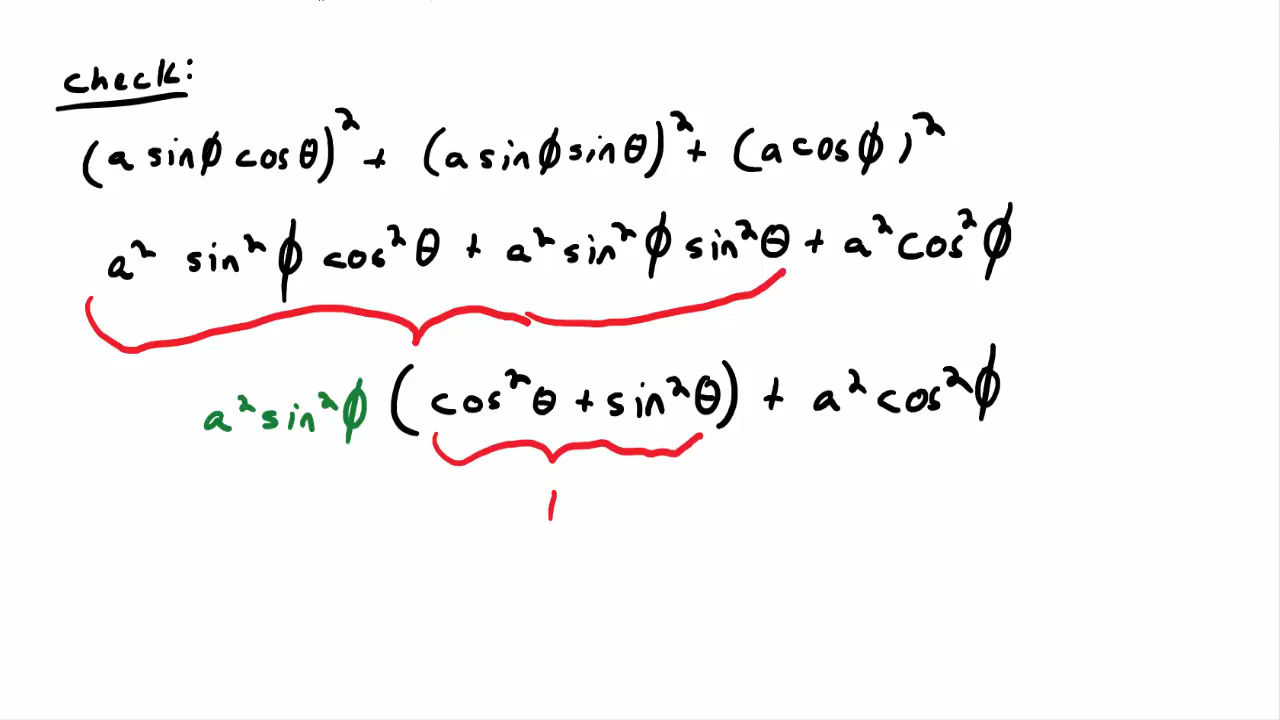 check:
(a sinϕ cosθ)² + (a sinϕ sinθ)² + (a cosϕ)²
a² sin²ϕ cos²θ + a² sin²ϕ sin²θ + a² cos²ϕ
a² sin²ϕ (cos²θ + sin²θ) + a² cos²ϕ
1